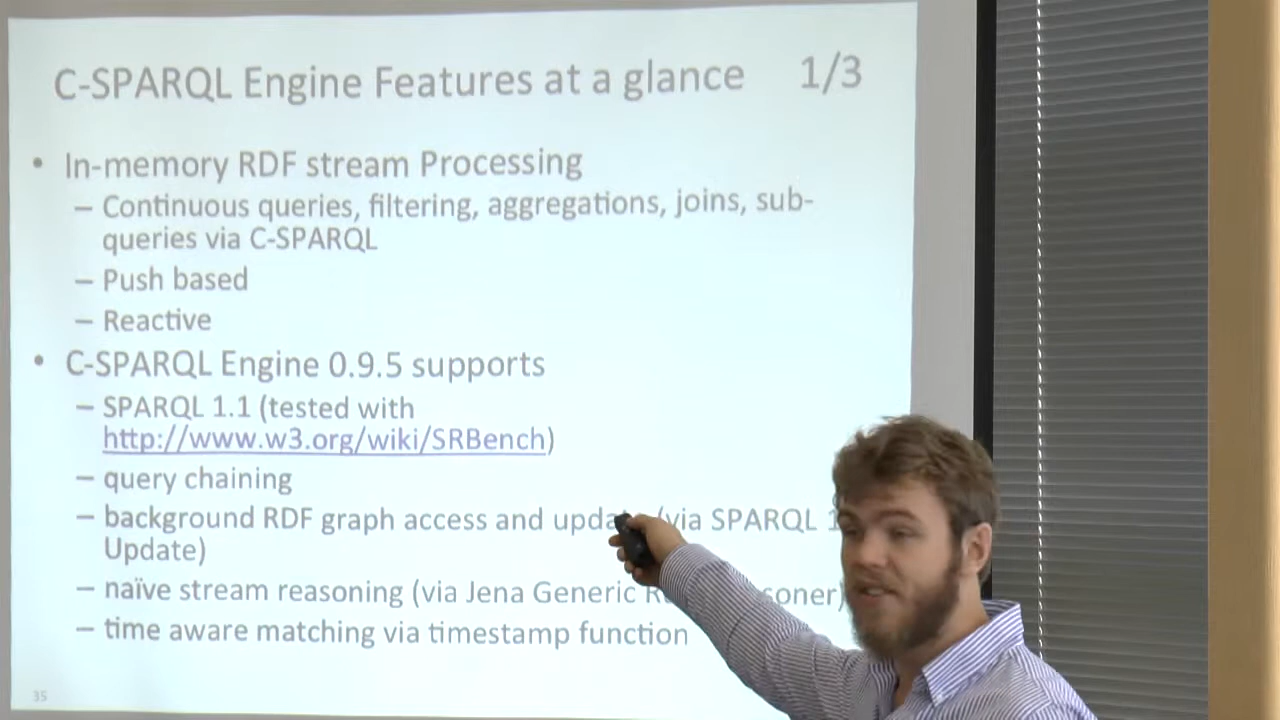 C-SPARQL Engine Features at a glance 1/3
• In-memory RDF stream Processing
– Continuous queries, filtering, aggregations, joins, sub-
queries via C-SPARQL
– Push based
– Reactive
• C-SPARQL Engine 0.9.5 supports
– SPARQL 1.1 (tested with
http://www.w3.org/wiki/SRBench)
– query chaining
– background RDF graph access and (via SPARQL
Update)
– naïve stream reasoning (via Jena Generic
– time aware matching via timestamp function
35